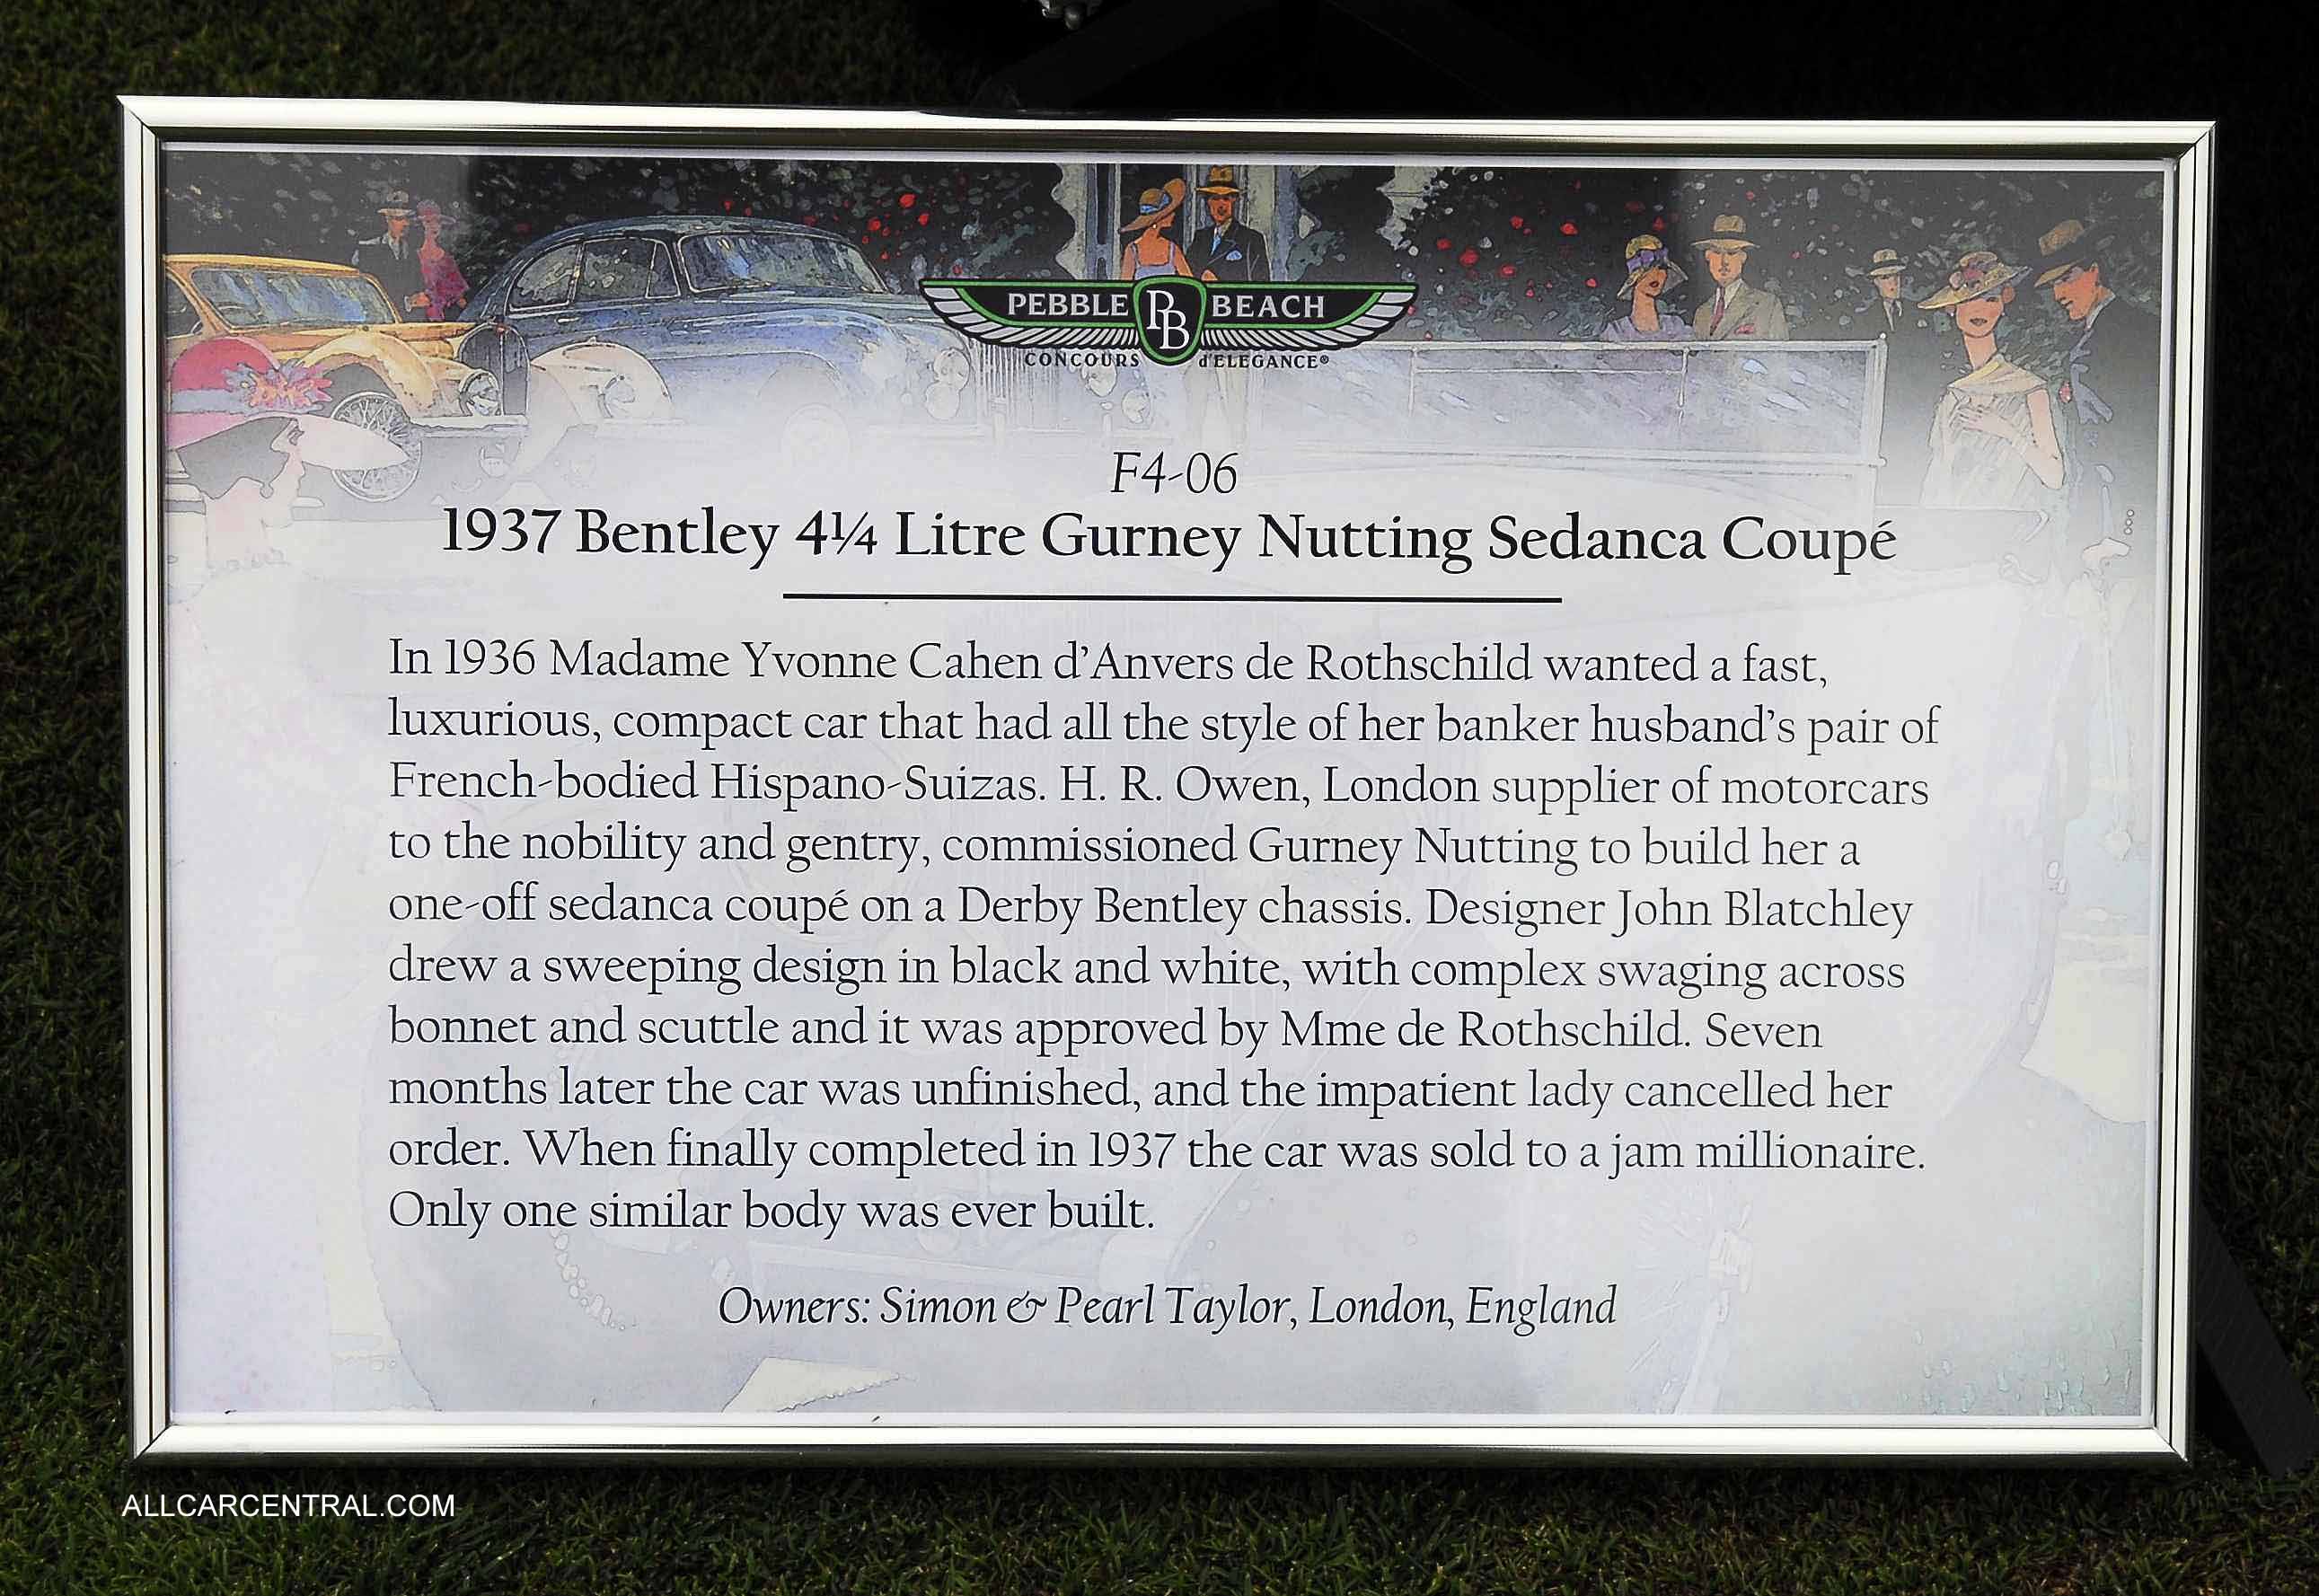 PEBBLE PB BEACH
CONCOURS d'ELEGANCE®
F4-06
1937 Bentley 4¼ Litre Gurney Nutting Sedanca Coupé
In 1936 Madame Yvonne Cahen d'Anvers de Rothschild wanted a fast,
luxurious, compact car that had all the style of her banker husband's pair of
French-bodied Hispano-Suizas. H. R. Owen, London supplier of motorcars
to the nobility and gentry, commissioned Gurney Nutting to build her a
one-off sedanca coupé on a Derby Bentley chassis. Designer John Blatchley
drew a sweeping design in black and white, with complex swaging across
bonnet and scuttle and it was approved by Mme de Rothschild. Seven
months later the car was unfinished, and the impatient lady cancelled her
order. When finally completed in 1937 the car was sold to a jam millionaire.
Only one similar body was ever built.
Owners: Simon & Pearl Taylor, London, England
ALLCARCENTRAL.COM